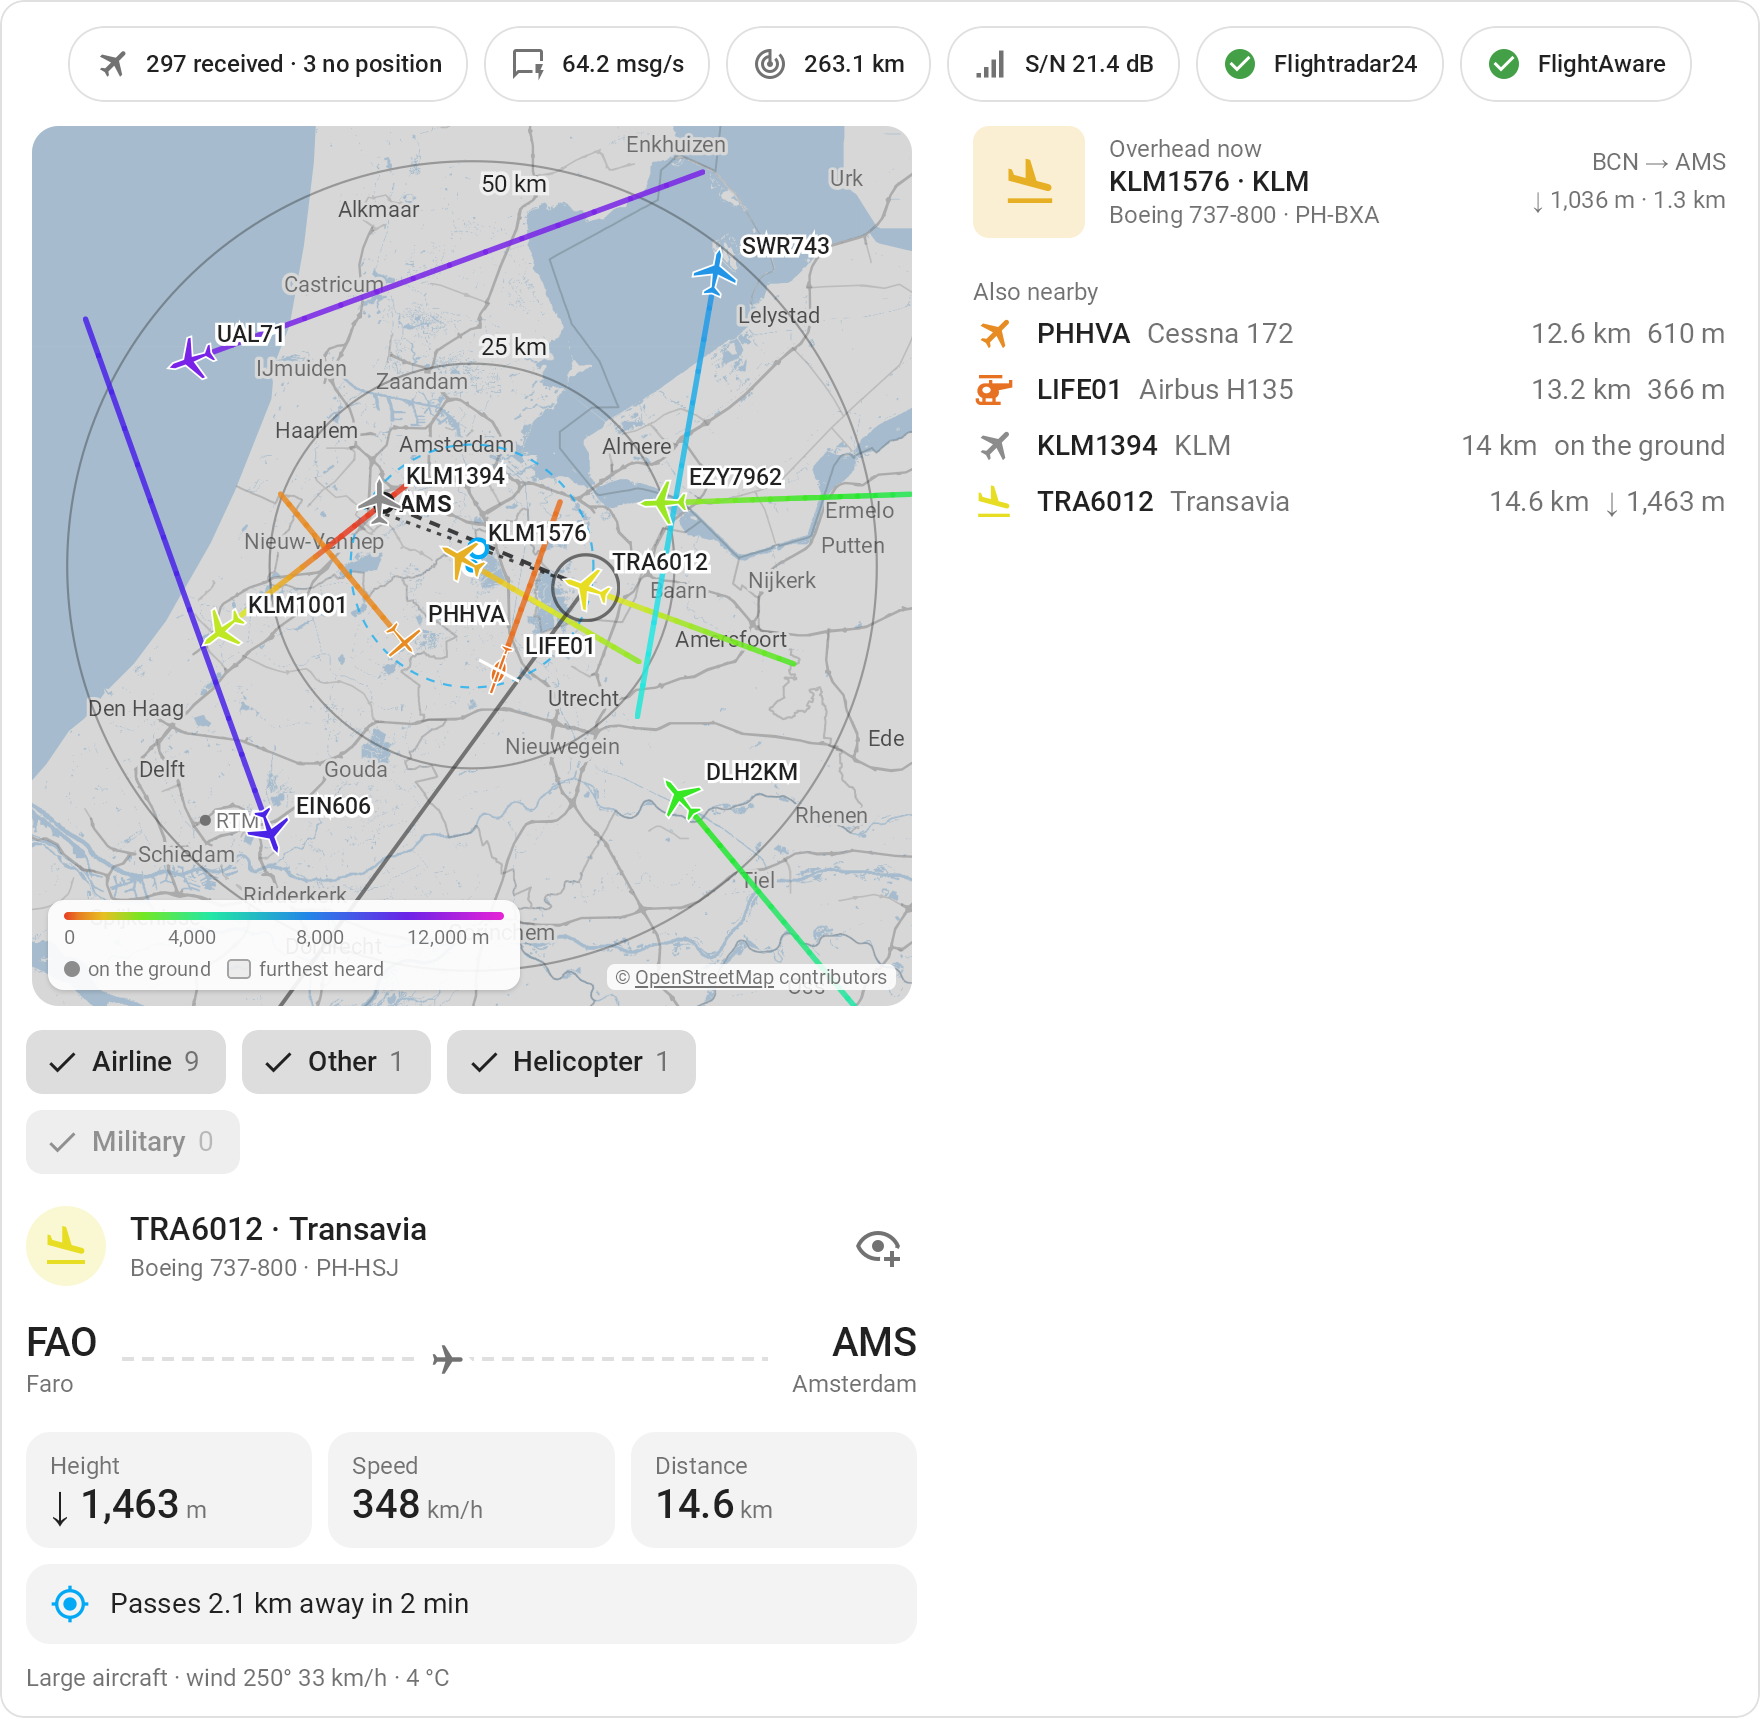 297 received · 3 no position
64.2 msg/s
263.1 km
S/N 21.4 dB
Flightradar24
FlightAware
Enkhuizen
50 km
Urk
Alkmaar
SWR743
Castricum
Lelystad
UAL71
25 km
IJmuiden
Zaandam
Haarlem
Amsterdam
Almere
KLM1394
EZY7962
AMS
Ermelo
KLM1576
Nieuw-Vennep
Putten
TRA6012
Nijkerk
Baarn
KLM1001
PHHVA
Amersfoort
LIFE01
Utrecht
Den Haag
Nieuwegein
Ede
Delft
Gouda
DLH2KM
EIN606
RTM
Rhenen
Schiedam
Tiel
Ridderkerk
0 4,000 8,000 12,000 m
on the ground furthest heard
© OpenStreetMap contributors
Airline 9
Other 1
Helicopter 1
Military 0
TRA6012 · Transavia
Boeing 737-800 · PH-HSJ
FAO
AMS
Faro
Amsterdam
Height
↓ 1,463 m
Speed
348 km/h
Distance
14.6 km
Passes 2.1 km away in 2 min
Large aircraft · wind 250° 33 km/h · 4 °C
Overhead now
KLM1576 · KLM
Boeing 737-800 · PH-BXA
BCN → AMS
↓ 1,036 m · 1.3 km
Also nearby
PHHVA Cessna 172 12.6 km 610 m
LIFE01 Airbus H135 13.2 km 366 m
KLM1394 KLM 14 km on the ground
TRA6012 Transavia 14.6 km ↓ 1,463 m